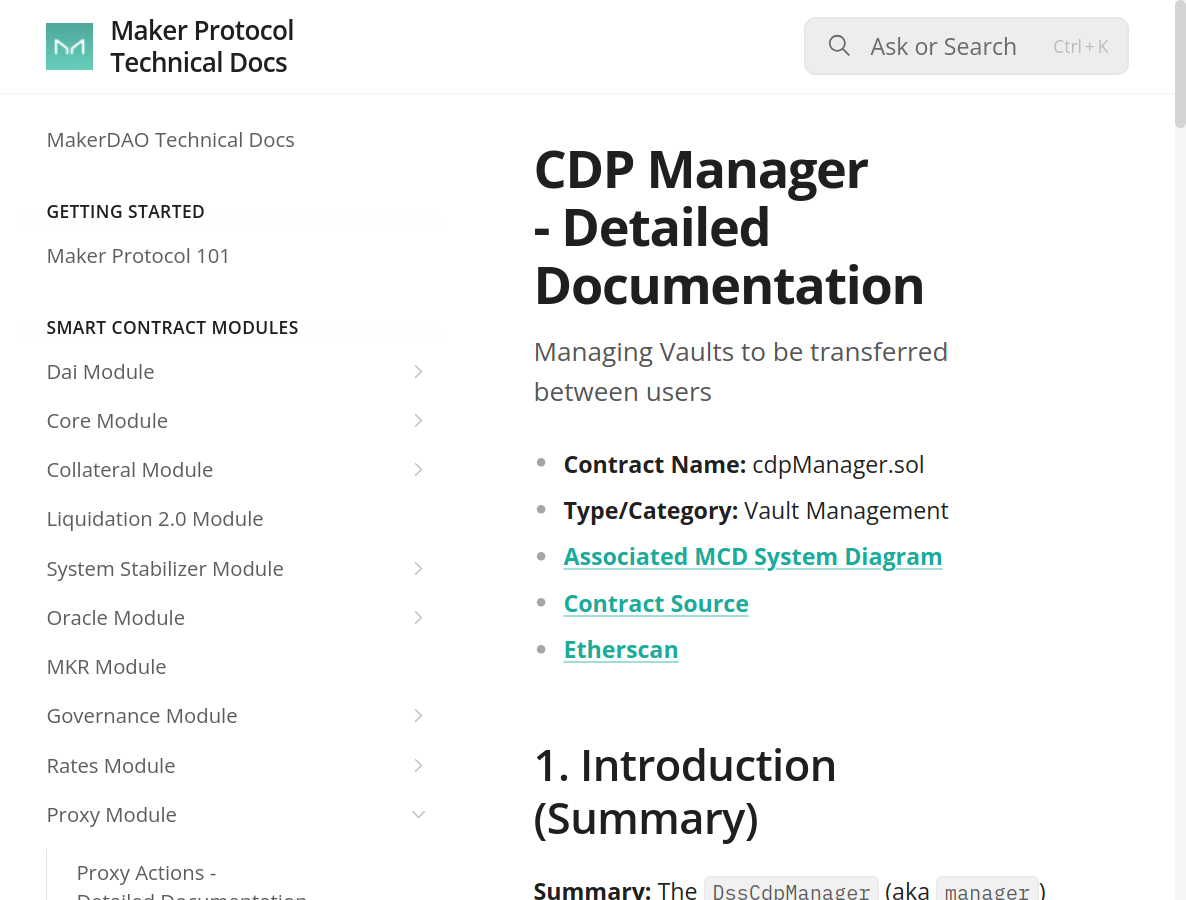 Maker Protocol
Technical Docs
Ask or Search
Ctrl + K
MakerDAO Technical Docs
GETTING STARTED
Maker Protocol 101
SMART CONTRACT MODULES
Dai Module
Core Module
Collateral Module
Liquidation 2.0 Module
System Stabilizer Module
Oracle Module
MKR Module
Governance Module
Rates Module
Proxy Module
Proxy Actions -
Detailed Documentation
CDP Manager
- Detailed
Documentation
Managing Vaults to be transferred
between users
Contract Name: cdpManager.sol
Type/Category: Vault Management
Associated MCD System Diagram
Contract Source
Etherscan
1. Introduction
(Summary)
Summary: The DssCdpManager (aka manager)